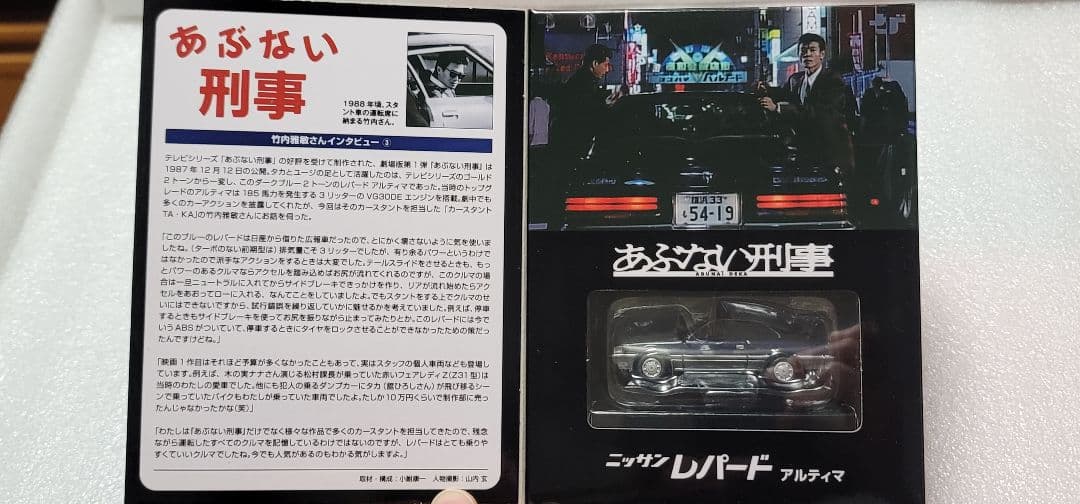 あぶない
刑事
1988年頃、スタ
ント車の運転席に
納まる竹内さん。
竹内雅敏さんインタビュー③
テレビシリーズ「あぶない刑事」の好評を受けて制作された、劇場版第1弾「あぶない刑事」は
1987年12月12日の公開。タカとユージの足として活躍したのは、テレビシリーズのゴールド
2トーンから一変し、このダークブルー2トーンのレパード アルティマであった。当時のトップグ
レードのアルティマは185馬力を発生する3リッターのVG30DEエンジンを搭載。劇中でも
多くのカーアクションを披露してくれたが、今回はそのカースタントを担当した「カースタント
TA・KA」の竹内雅敏さんにお話を伺った。
「このブルーのレパードは日産から借りた広報車だったので、とにかく壊さないように気を使いま
したね。(ターボのない前期型は)排気量こそ3リッターでしたが、有り余るパワーというわけで
はなかったので派手なアクションをするときは大変でした。テールスライドをさせるときも、もっ
とパワーのあるクルマならアクセルを踏み込めばお尻が流れてくれるのですが、このクルマの場
合は一旦ニュートラルに入れてからサイドブレーキできっかけを作り、リアが流れ始めたらアク
セルをあおってローに入れる、なんてことをしていましたよ。でもスタントをする上でクルマのせ
いにはできないですから、試行錯誤を繰り返していかに魅せるかを考えていました。例えば、停車
するときもサイドブレーキを使ってお尻を振りながら止まってみたりとか。このレパードには今で
いうABSがついていて、停車するときにタイヤをロックさせることができなかったための策だっ
たんですけどね。」
「映画1作目はそれほど予算が多くなかったこともあって、実はスタッフの個人車両なども登場し
ています。例えば、木の実ナナさん演じる松村課長が乗っていた赤いフェアレディZ(Z31型)は
当時のわたしの愛車でした。他にも犯人の乗るダンプカーにタカ(舘ひろしさん)が飛び移るシー
ンで乗っていたバイクもわたしが乗っていた車両でしたよ。たしか10万円くらいで制作部に売っ
たんじゃなかったかな(笑)」
「わたしは『あぶない刑事』だけでなく様々な作品で多くのカースタントを担当してきたので、残念
ながら運転したすべてのクルマを記憶しているわけではないのですが、レパードはとても乗りや
すくていいクルマでしたね。今でも人気があるのもわかる気がしますよ。」
取材・構成：小鮒康一　人物撮影：山内 玄
33
54-19
あぶない刑事
ABUNAI DEKA
ニッサン レパード アルティマ